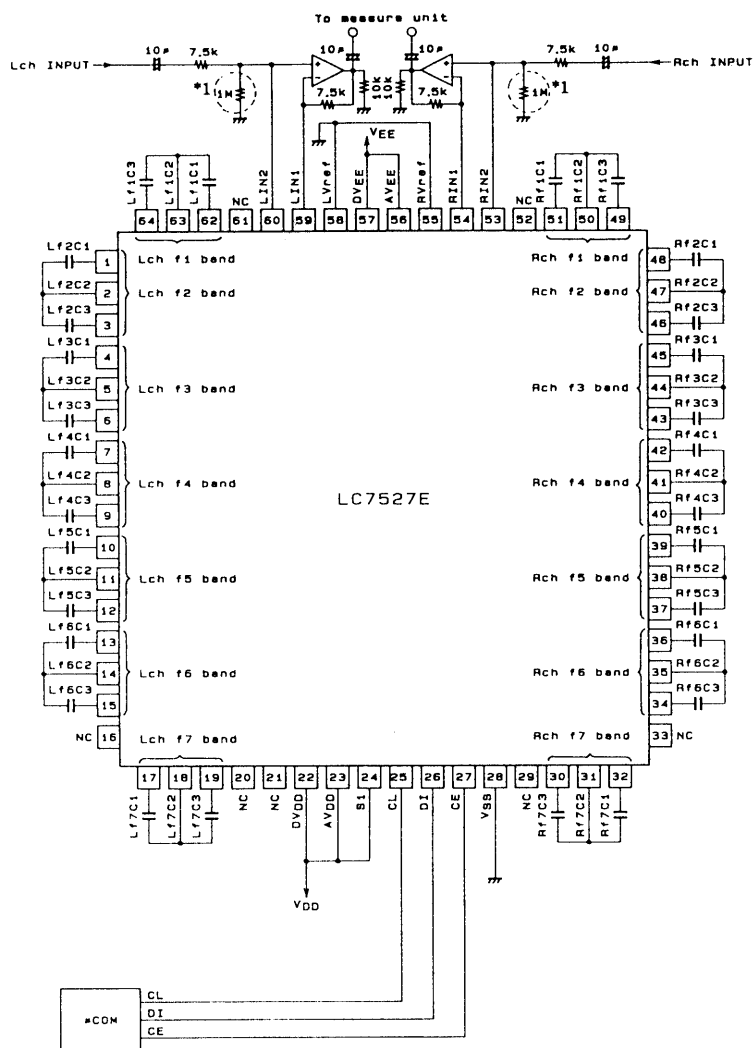 To measure unit
10μ 7.5k 10μ 10μ 7.5k 10μ
Lch INPUT Rch INPUT
*1 1M 7.5k 10k 10k 7.5k *1 1M
VEE
Lf1C3 Lf1C2 Lf1C1 NC LIN2 LIN1 LVref DVEE AVEE RVref RIN1 RIN2 NC Rf1C1 Rf1C2 Rf1C3
64 63 62 61 60 59 58 57 56 55 54 53 52 51 50 49
Lch f1 band Rch f1 band
Lf2C1 1 48 Rf2C1
Lf2C2 2 Lch f2 band Rch f2 band 47 Rf2C2
Lf2C3 3 46 Rf2C3
Lf3C1 4 45 Rf3C1
Lf3C2 5 Lch f3 band Rch f3 band 44 Rf3C2
Lf3C3 6 43 Rf3C3
Lf4C1 7 42 Rf4C1
Lf4C2 8 Lch f4 band Rch f4 band 41 Rf4C2
LC7527E
Lf4C3 9 40 Rf4C3
Lf5C1 10 39 Rf5C1
Lf5C2 11 Lch f5 band Rch f5 band 38 Rf5C2
Lf5C3 12 37 Rf5C3
Lf6C1 13 36 Rf6C1
Lf6C2 14 Lch f6 band Rch f6 band 35 Rf6C2
Lf6C3 15 34 Rf6C3
NC 16 Lch f7 band Rch f7 band 33 NC
17 18 19 20 21 22 23 24 25 26 27 28 29 30 31 32
Lf7C1 Lf7C2 Lf7C3 NC NC DVDD AVDD S1 CL DI CE VSS NC Rf7C3 Rf7C2 Rf7C1
VDD
CL
μCOM DI
CE